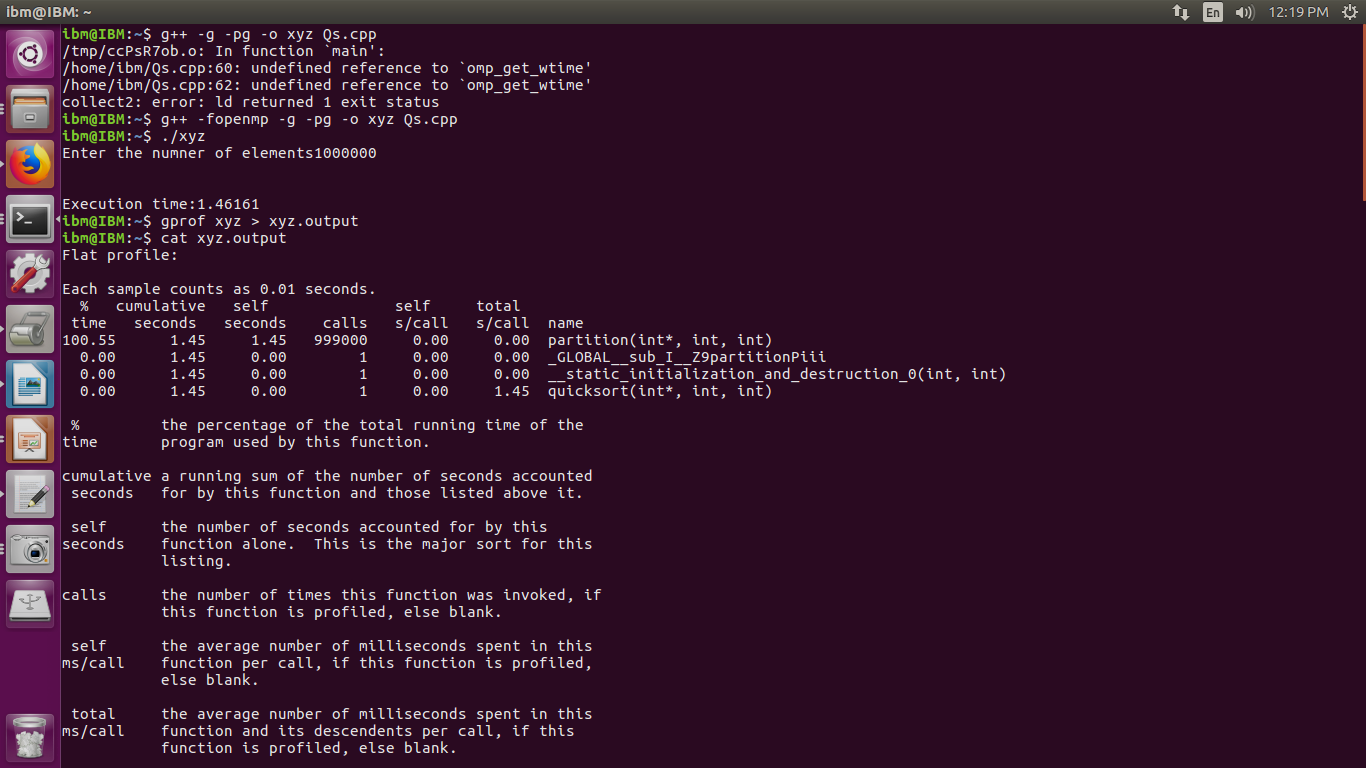 ibm@IBM: ~
En
12:19 PM
ibm@IBM:~$ g++ -g -pg -o xyz Qs.cpp
/tmp/ccPsR7ob.o: In function `main':
/home/ibm/Qs.cpp:60: undefined reference to `omp_get_wtime'
/home/ibm/Qs.cpp:62: undefined reference to `omp_get_wtime'
collect2: error: ld returned 1 exit status
ibm@IBM:~$ g++ -fopenmp -g -pg -o xyz Qs.cpp
ibm@IBM:~$ ./xyz
Enter the numner of elements1000000
Execution time:1.46161
ibm@IBM:~$ gprof xyz > xyz.output
ibm@IBM:~$ cat xyz.output
Flat profile:
Each sample counts as 0.01 seconds.
  %   cumulative   self              self     total
 time   seconds   seconds    calls   s/call   s/call  name
100.55      1.45     1.45   999000     0.00     0.00  partition(int*, int, int)
  0.00      1.45     0.00        1     0.00     0.00  _GLOBAL__sub_I__Z9partitionPiii
  0.00      1.45     0.00        1     0.00     0.00  __static_initialization_and_destruction_0(int, int)
  0.00      1.45     0.00        1     0.00     1.45  quicksort(int*, int, int)
 %         the percentage of the total running time of the
time       program used by this function.
cumulative a running sum of the number of seconds accounted
 seconds   for by this function and those listed above it.
 self      the number of seconds accounted for by this
seconds    function alone.  This is the major sort for this
           listing.
calls      the number of times this function was invoked, if
           this function is profiled, else blank.
 self      the average number of milliseconds spent in this
ms/call    function per call, if this function is profiled,
           else blank.
 total     the average number of milliseconds spent in this
ms/call    function and its descendents per call, if this
           function is profiled, else blank.